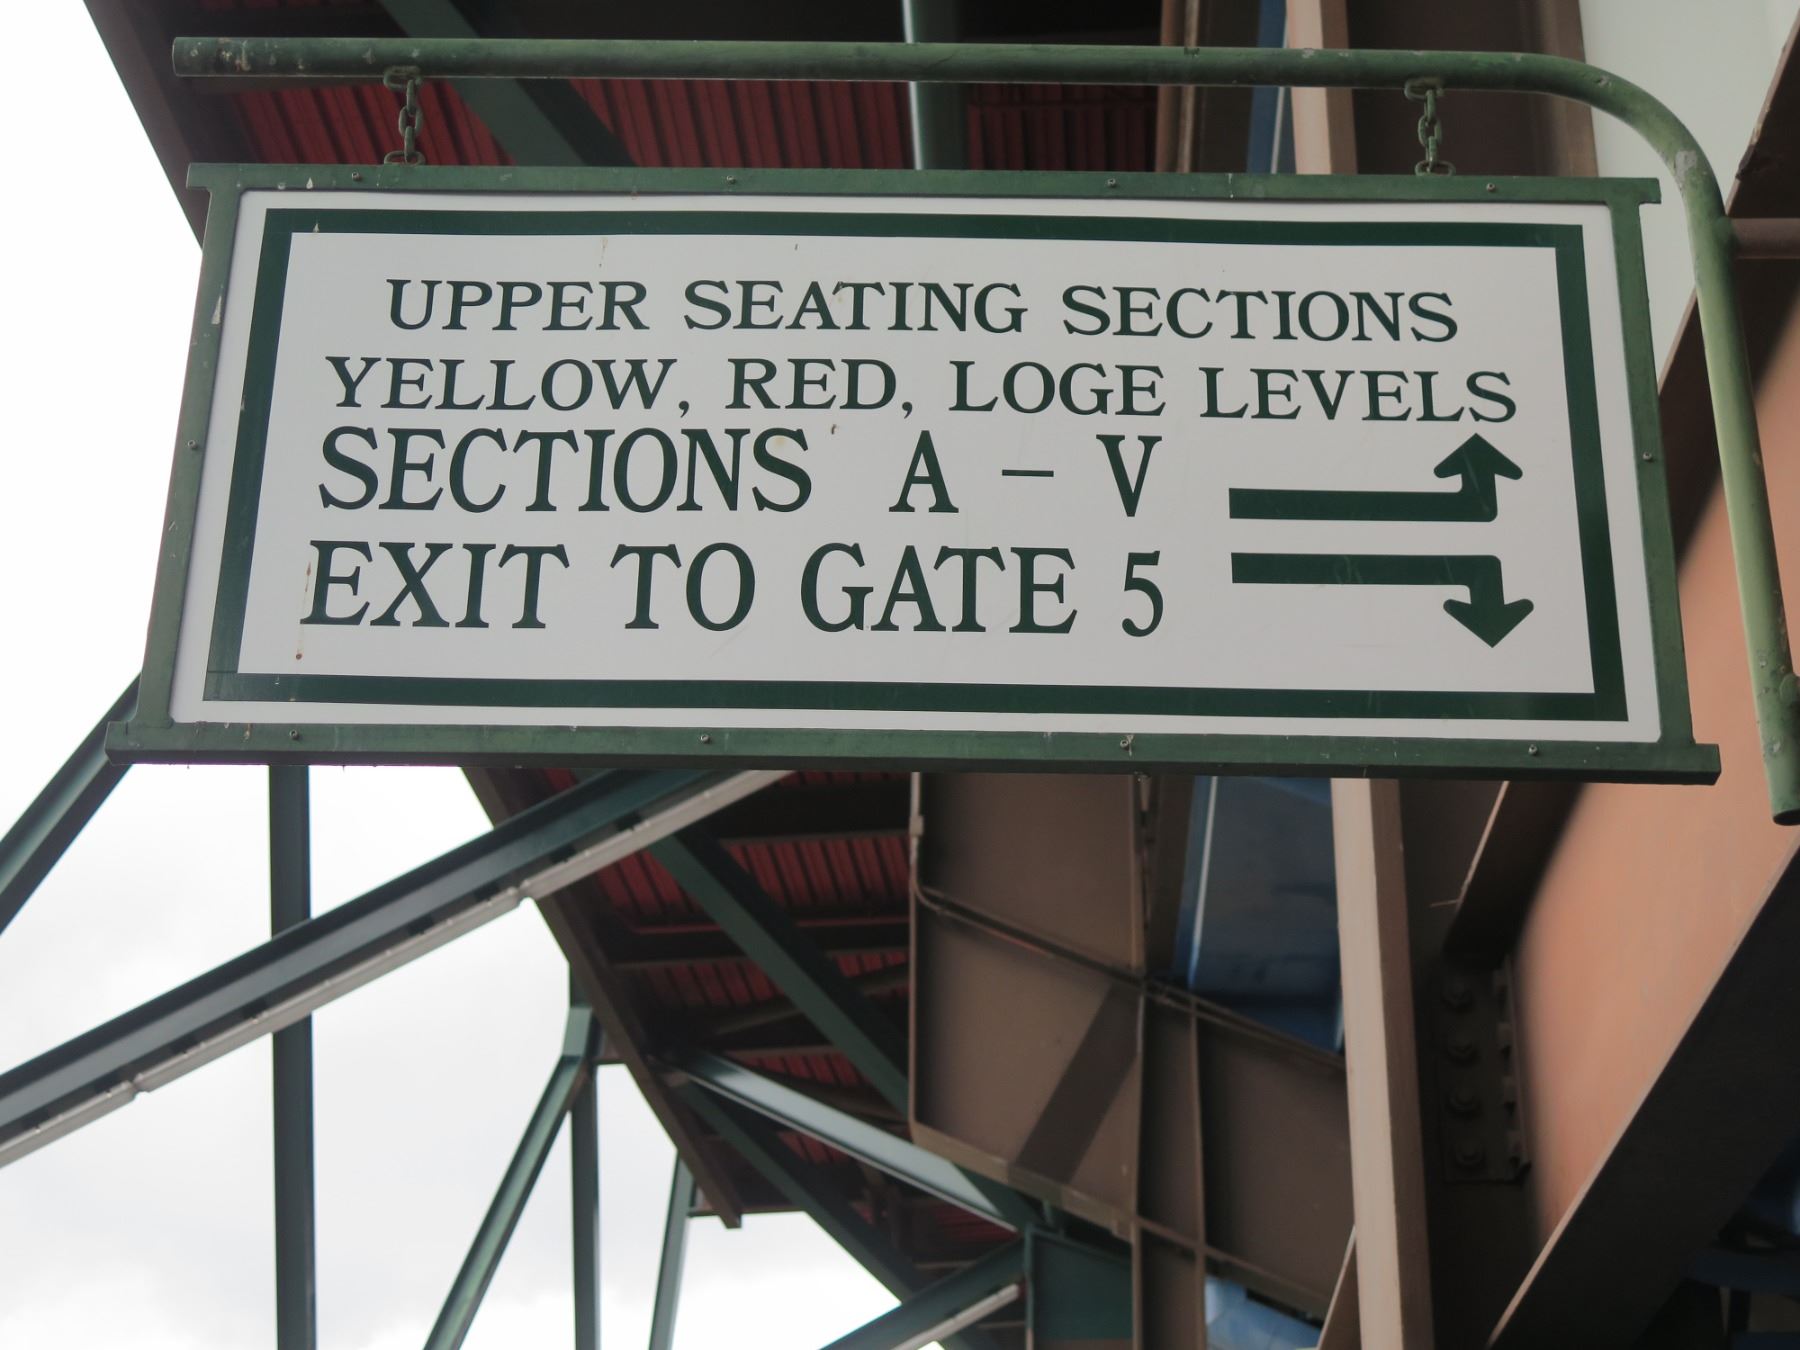 UPPER SEATING SECTIONS
YELLOW, RED, LOGE LEVELS
SECTIONS A – V
EXIT TO GATE 5